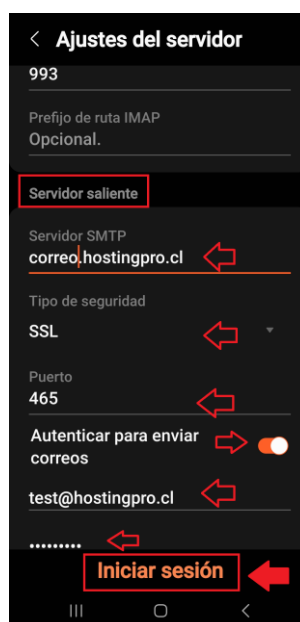 Ajustes del servidor
993
Prefijo de ruta IMAP
Opcional.
Servidor saliente
Servidor SMTP
correo.hostingpro.cl
Tipo de seguridad
SSL
Puerto
465
Autenticar para enviar
correos
test@hostingpro.cl
•••••••••
Iniciar sesión